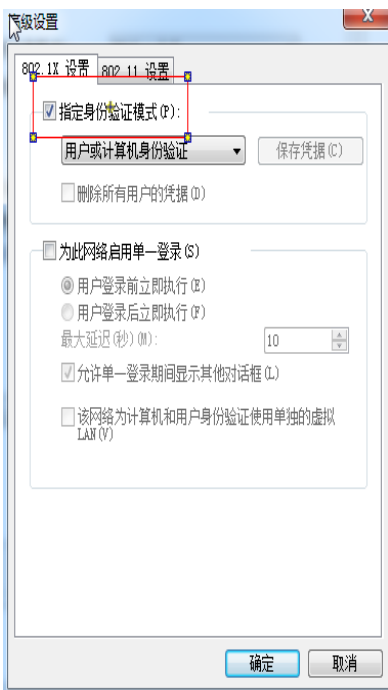 高级设置
802.1X 设置 802.11 设置
指定身份验证模式(P):
用户或计算机身份验证 保存凭据(C)
删除所有用户的凭据(D)
为此网络启用单一登录(S)
用户登录前立即执行(E)
用户登录后立即执行(F)
最大延迟(秒)(M): 10
允许单一登录期间显示其他对话框(L)
该网络为计算机和用户身份验证使用单独的虚拟
LAN(V)
确定 取消